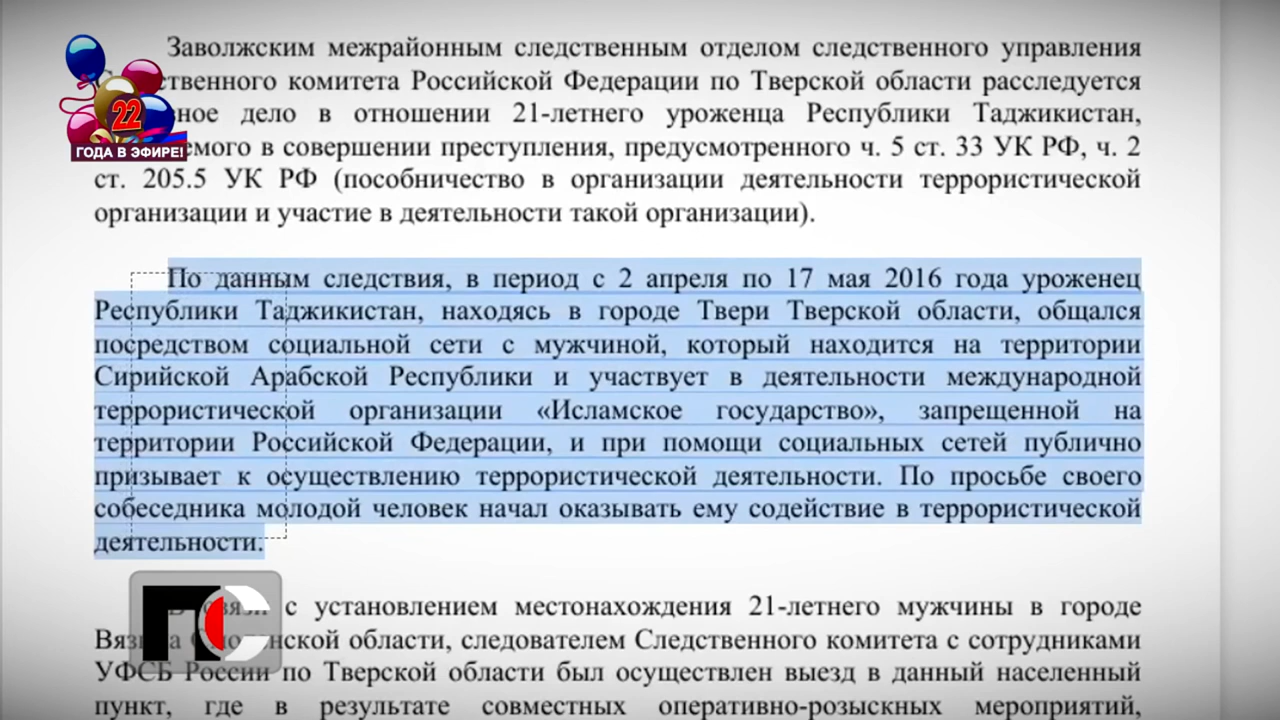 Заволжским межрайонным следственным отделом следственного управления
комитета Российской Федерации по Тверской области расследуется
дело в отношении 21-летнего уроженца Республики Таджикистан,
в совершении преступления, предусмотренного ч. 5 ст. 33 УК РФ, ч. 2
ст. 205.5 УК РФ (пособничество в организации деятельности террористической
организации и участие в деятельности такой организации).
22
ГОДА В ЭФИРЕ!
По данным следствия, в период с 2 апреля по 17 мая 2016 года уроженец
Республики Таджикистан, находясь в городе Твери Тверской области, общался
посредством социальной сети с мужчиной, который находится на территории
Сирийской Арабской Республики и участвует в деятельности международной
террористической организации «Исламское государство», запрещенной на
территории Российской Федерации, и при помощи социальных сетей публично
призывает к осуществлению террористической деятельности. По просьбе своего
собеседника молодой человек начал оказывать ему содействие в террористической
деятельности.
с установлением местонахождения 21-летнего мужчины в городе
области, следователем Следственного комитета с сотрудниками
УФСБ России по Тверской области был осуществлен выезд в данный населенный
пункт, где в результате совместных оперативно-розыскных мероприятий,
ПС